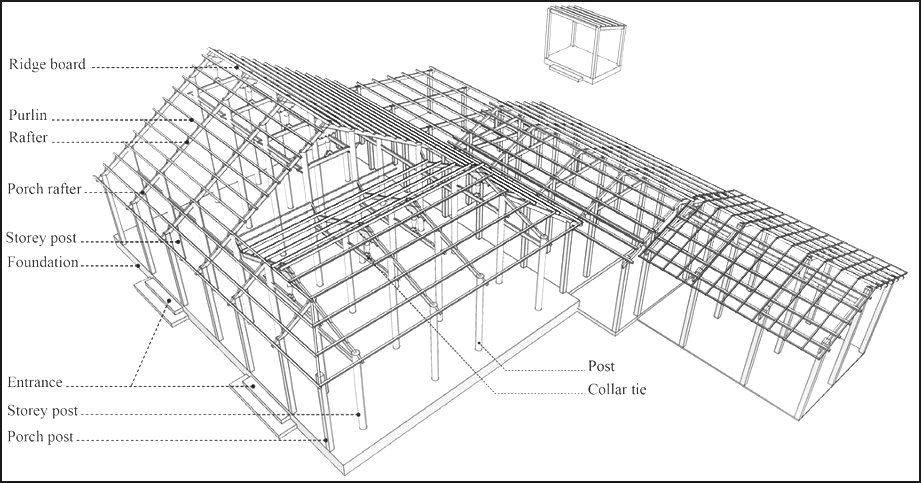 Ridge board
Purlin
Rafter
Porch rafter
Storey post
Foundation
Entrance
Storey post
Porch post
Post
Collar tie